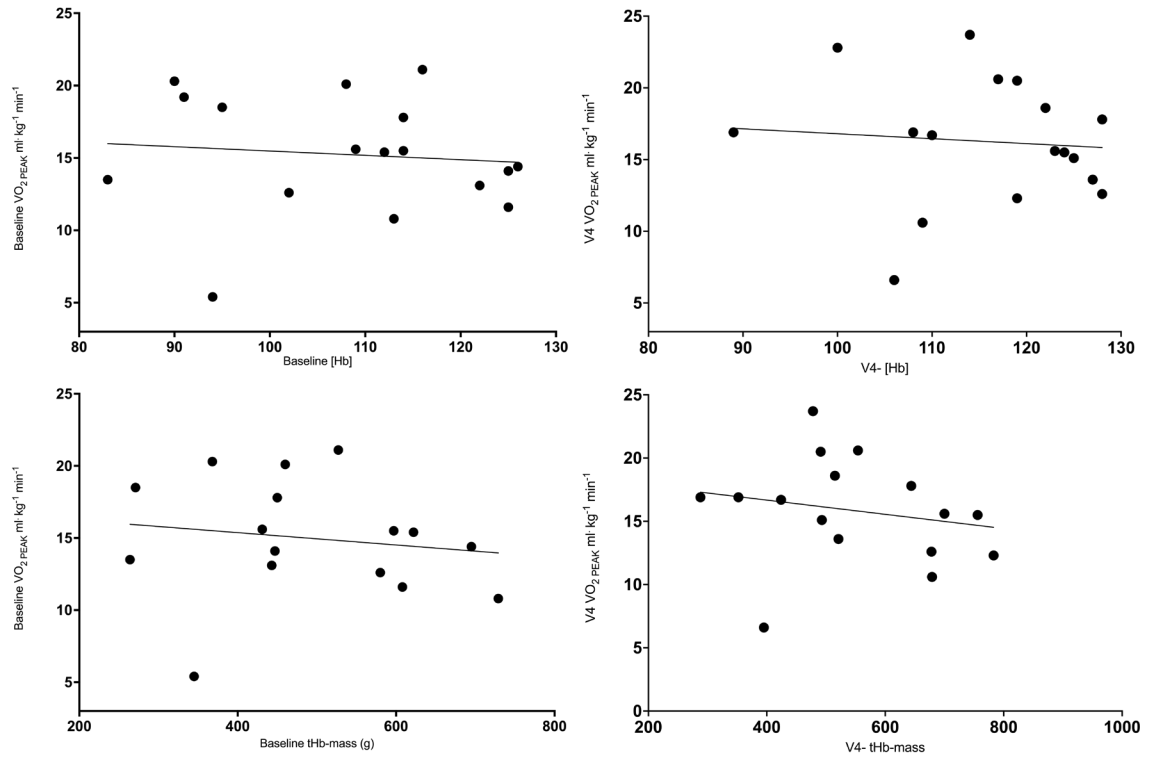 25
20
15
10
5
80 90 100 110 120 130
Baseline VO2 PEAK ml· kg-1 min-1
Baseline [Hb]
25
20
15
10
5
80 90 100 110 120 130
V4 VO2 PEAK ml· kg-1 min-1
V4- [Hb]
25
20
15
10
5
200 400 600 800
Baseline VO2 PEAK ml· kg-1 min-1
Baseline tHb-mass (g)
25
20
15
10
5
0
200 400 600 800 1000
V4 VO2 PEAK ml· kg-1 min-1
V4- tHb-mass